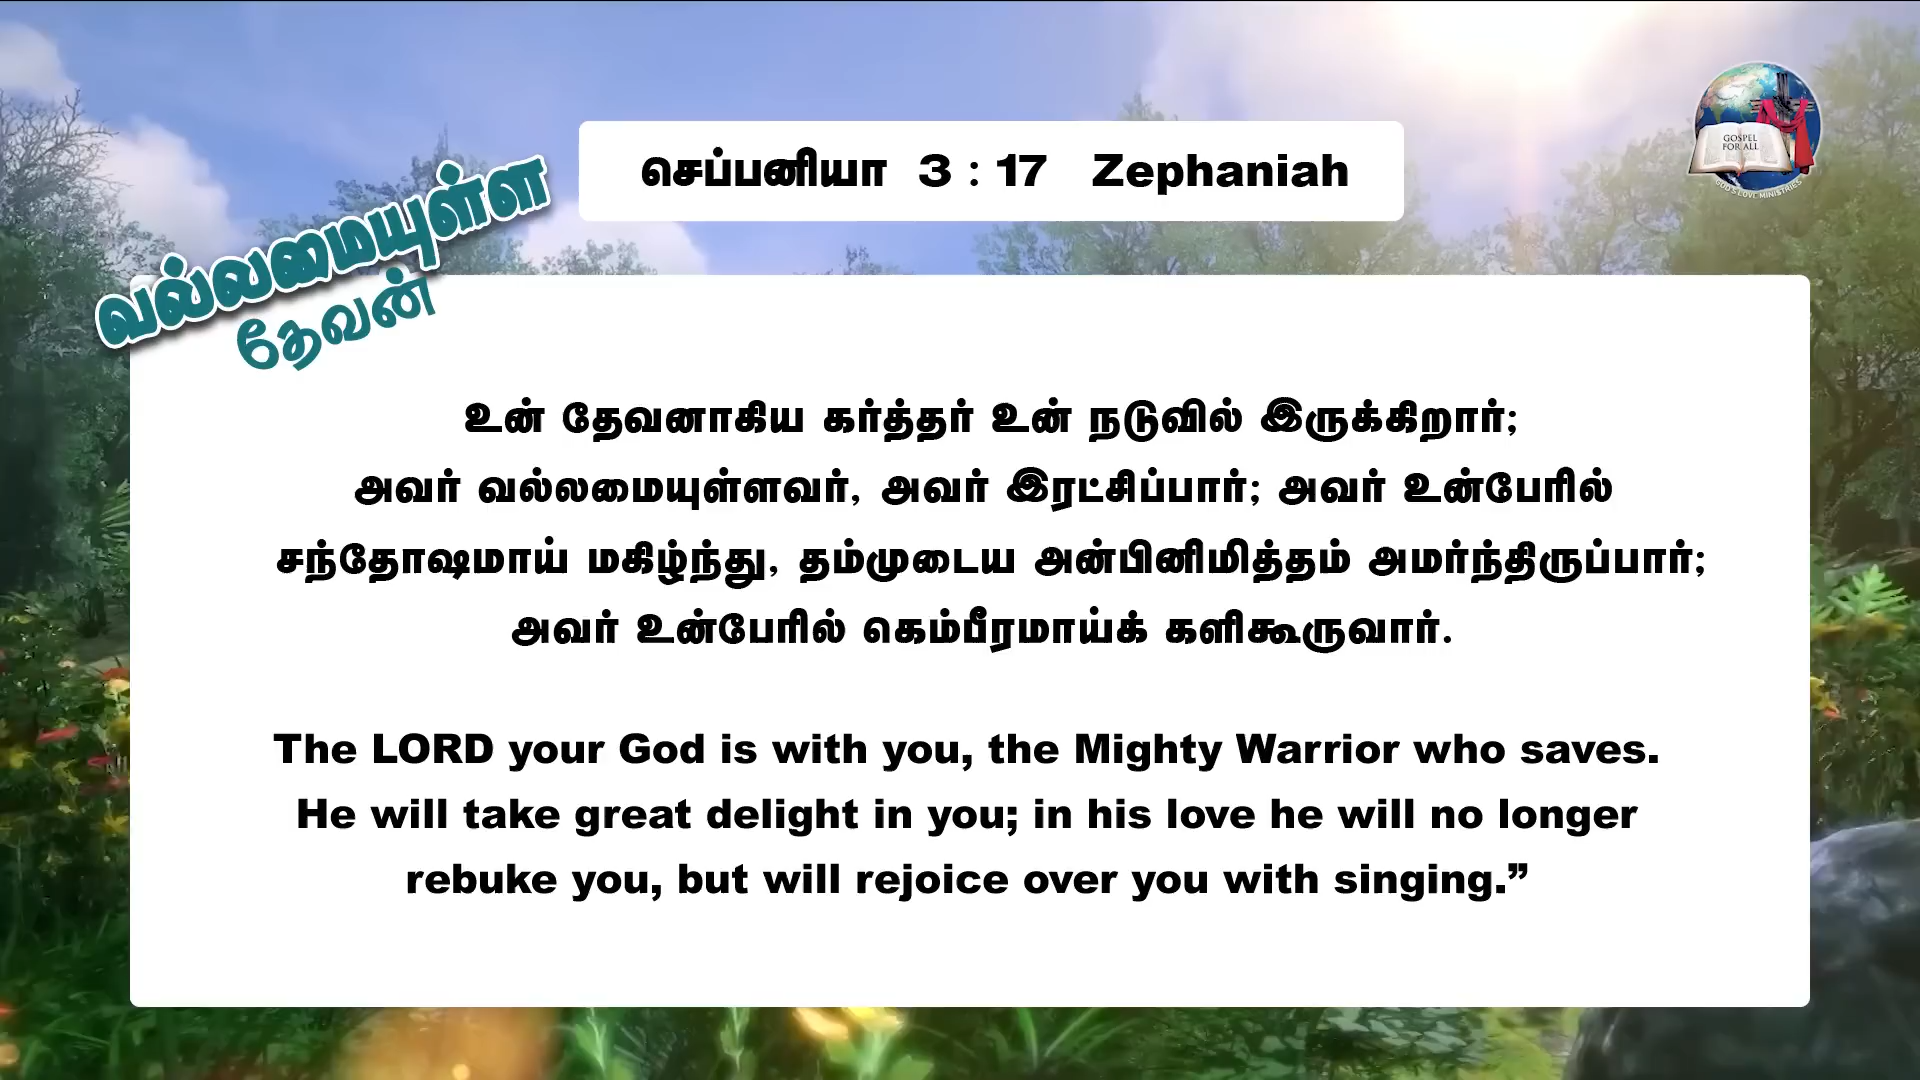 செப்பனியா 3 : 17 Zephaniah
வல்லமையுள்ள
தேவன்
உன் தேவனாகிய கர்த்தர் உன் நடுவில் இருக்கிறார்;
அவர் வல்லமையுள்ளவர், அவர் இரட்சிப்பார்; அவர் உன்பேரில்
சந்தோஷமாய் மகிழ்ந்து, தம்முடைய அன்பினிமித்தம் அமர்ந்திருப்பார்;
அவர் உன்பேரில் கெம்பீரமாய்க் களிகூருவார்.
The LORD your God is with you, the Mighty Warrior who saves.
He will take great delight in you; in his love he will no longer
rebuke you, but will rejoice over you with singing.”
GOSPEL
FOR ALL
GOD'S LOVE MINISTRIES